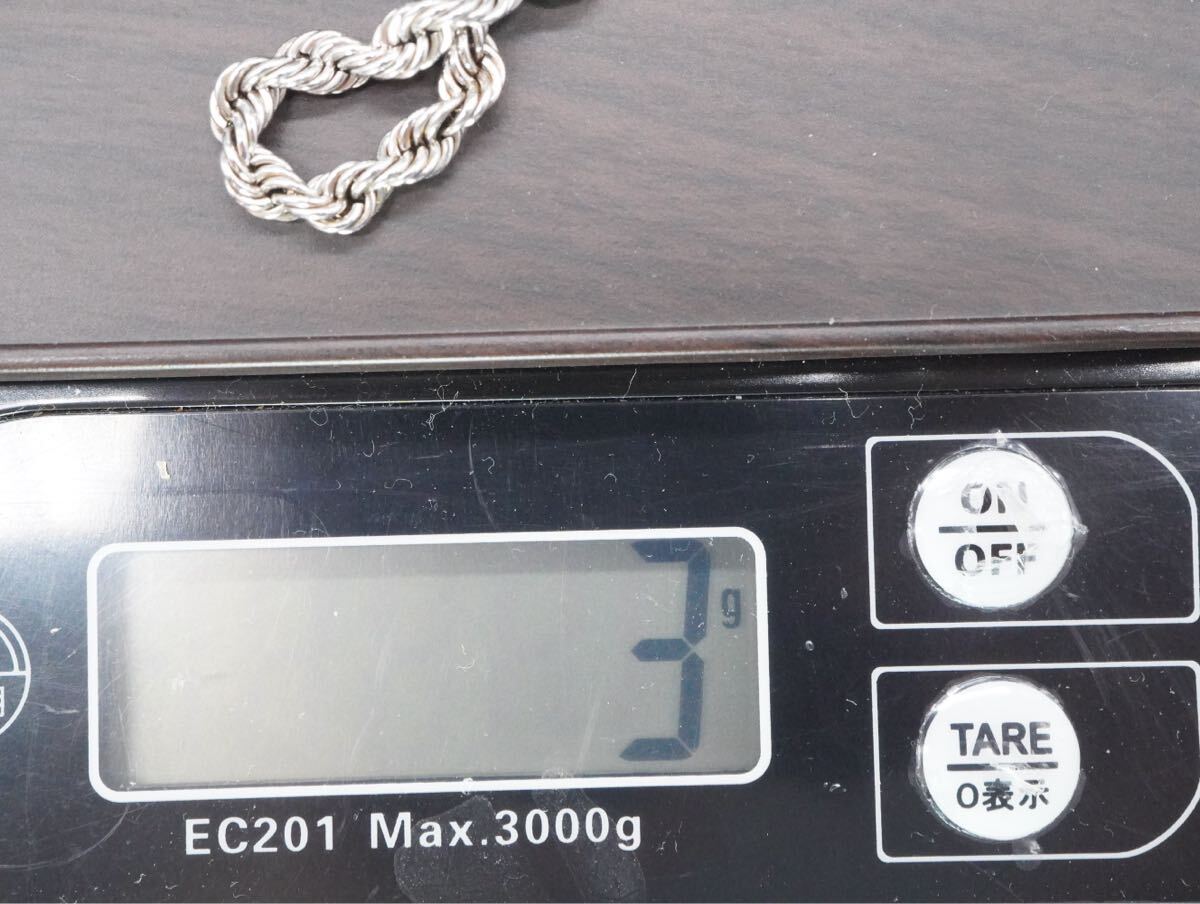 3 g
ON
OFF
TARE
0表示
EC201 Max.3000g